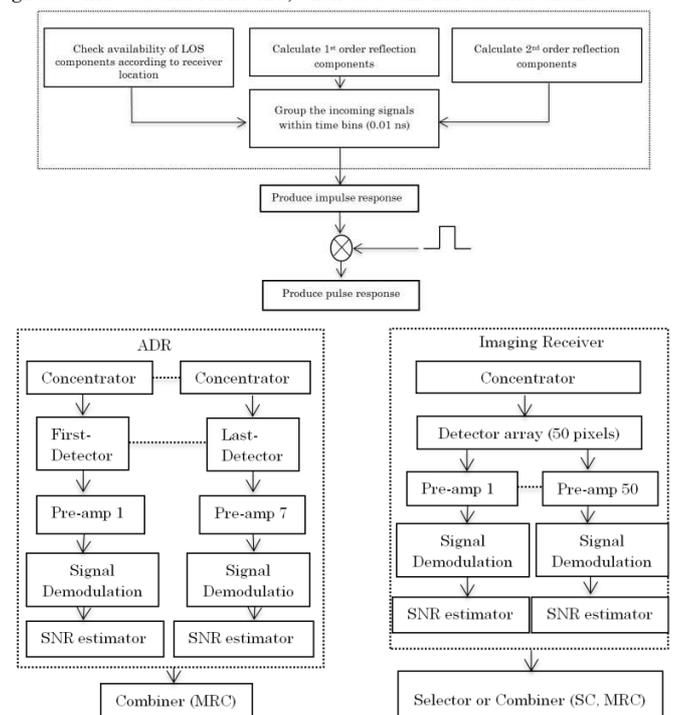 Check availability of LOS
components according to receiver
location
Calculate 1st order reflection
components
Calculate 2nd order reflection
components
Group the incoming signals
within time bins (0.01 ns)
Produce impulse response
Produce pulse response
ADR
Concentrator
Concentrator
First-
Detector
Last-
Detector
Pre-amp 1
Pre-amp 7
Signal
Demodulation
Signal
Demodulatio
SNR estimator
SNR estimator
Combiner (MRC)
Imaging Receiver
Concentrator
Detector array (50 pixels)
Pre-amp 1
Pre-amp 50
Signal
Demodulation
Signal
Demodulation
SNR estimator
SNR estimator
Selector or Combiner (SC, MRC)